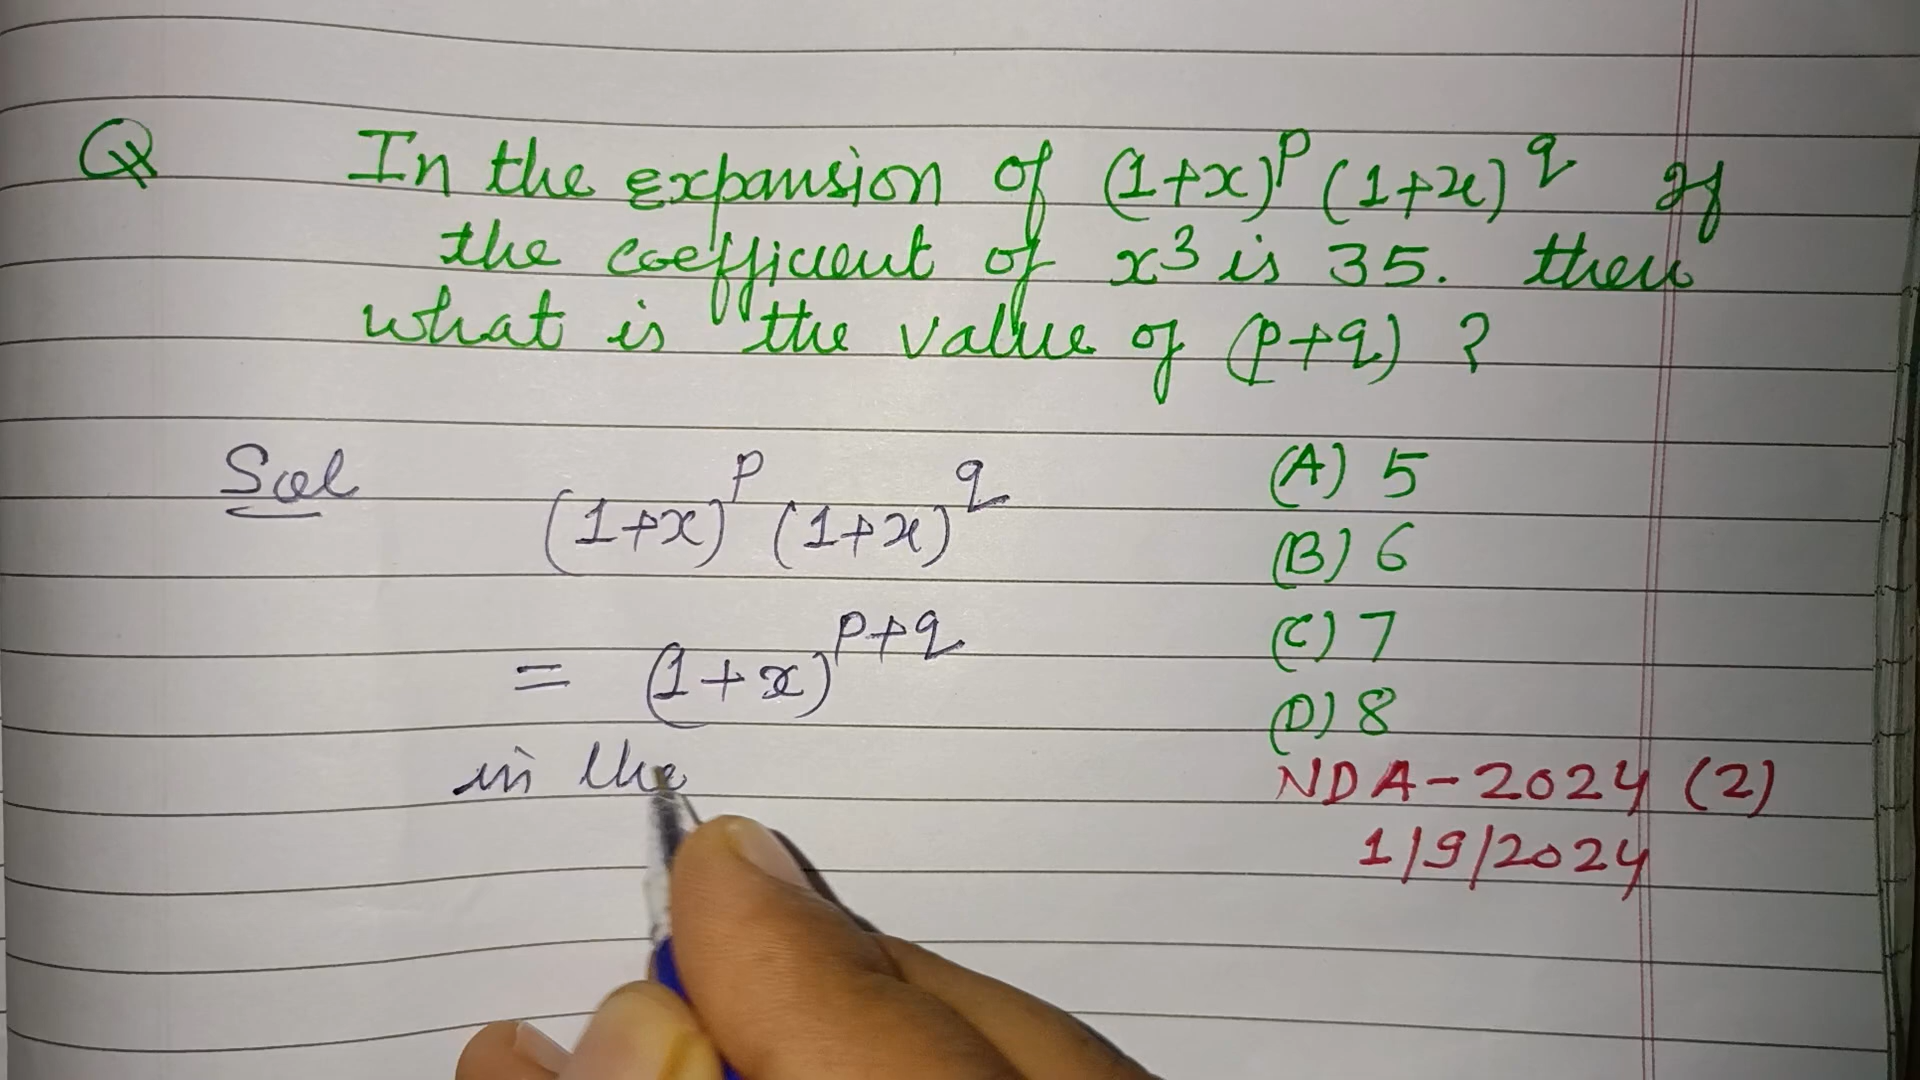 Q In the expansion of (1+x)^p (1+x)^q If
the coefficient of x^3 is 35. then
what is the value of (p+q) ?
Sol (1+x)^p (1+x)^q
= (1+x)^p+q
in the
(A) 5
(B) 6
(C) 7
(D) 8
NDA-2024 (2)
1/9/2024